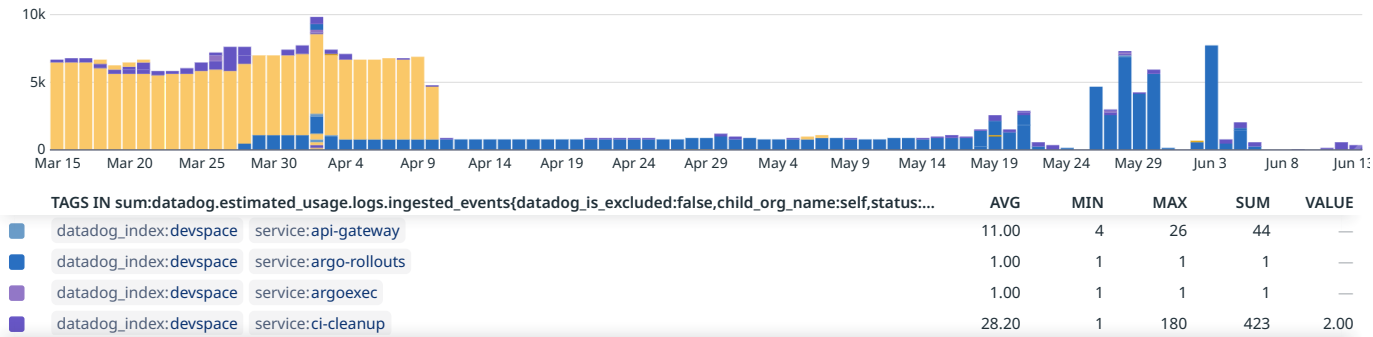 10k
5k
0
Mar 15 Mar 20 Mar 25 Mar 30 Apr 4 Apr 9 Apr 14 Apr 19 Apr 24 Apr 29 May 4 May 9 May 14 May 19 May 24 May 29 Jun 3 Jun 8 Jun 13
TAGS IN sum:datadog.estimated_usage.logs.ingested_events{datadog_is_excluded:false,child_org_name:self,status:... AVG MIN MAX SUM VALUE
datadog_index:devspace service:api-gateway 11.00 4 26 44 —
datadog_index:devspace service:argo-rollouts 1.00 1 1 1 —
datadog_index:devspace service:argoexec 1.00 1 1 1 —
datadog_index:devspace service:ci-cleanup 28.20 1 180 423 2.00